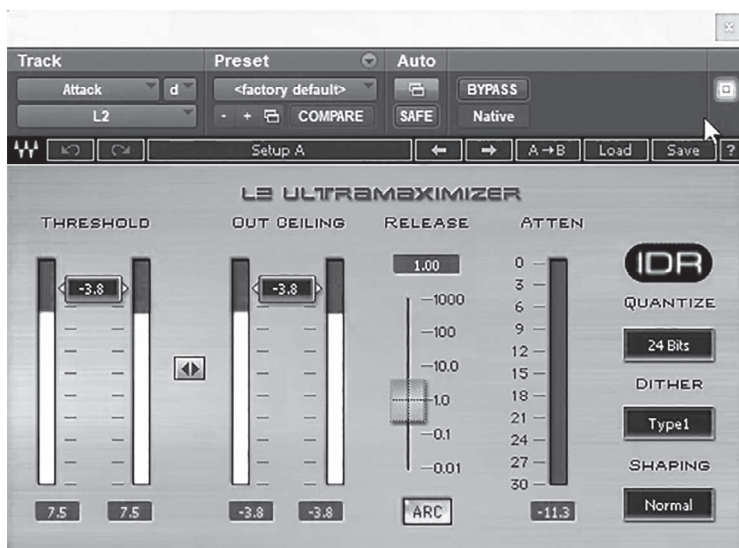 Track Preset Auto
Attack d <factory default> BYPASS
L2 - + COMPARE SAFE Native
Setup A A→B Load Save ?
L2 ULTRAMAXIMIZER
THRESHOLD OUT CEILING RELEASE ATTEN
IDR
1.00
-3.8 -3.8
QUANTIZE
24 Bits
DITHER
Type1
SHAPING
Normal
1000
100
10.0
1.0
0.1
0.01
0
3
6
9
12
15
18
21
24
27
30
7.5 7.5 -3.8 -3.8 ARC -11.3